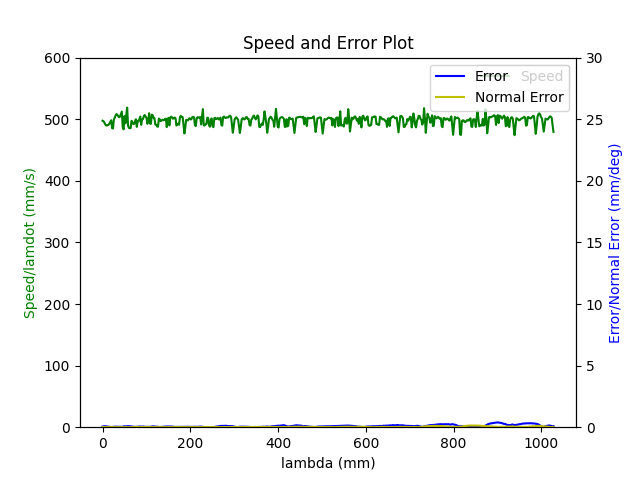 Speed and Error Plot
600
500
400
300
200
100
0
30
25
20
15
10
5
0
0
200
400
600
800
1000
Speed/lamdot (mm/s)
Error/Normal Error (mm/deg)
lambda (mm)
Error
Speed
Normal Error